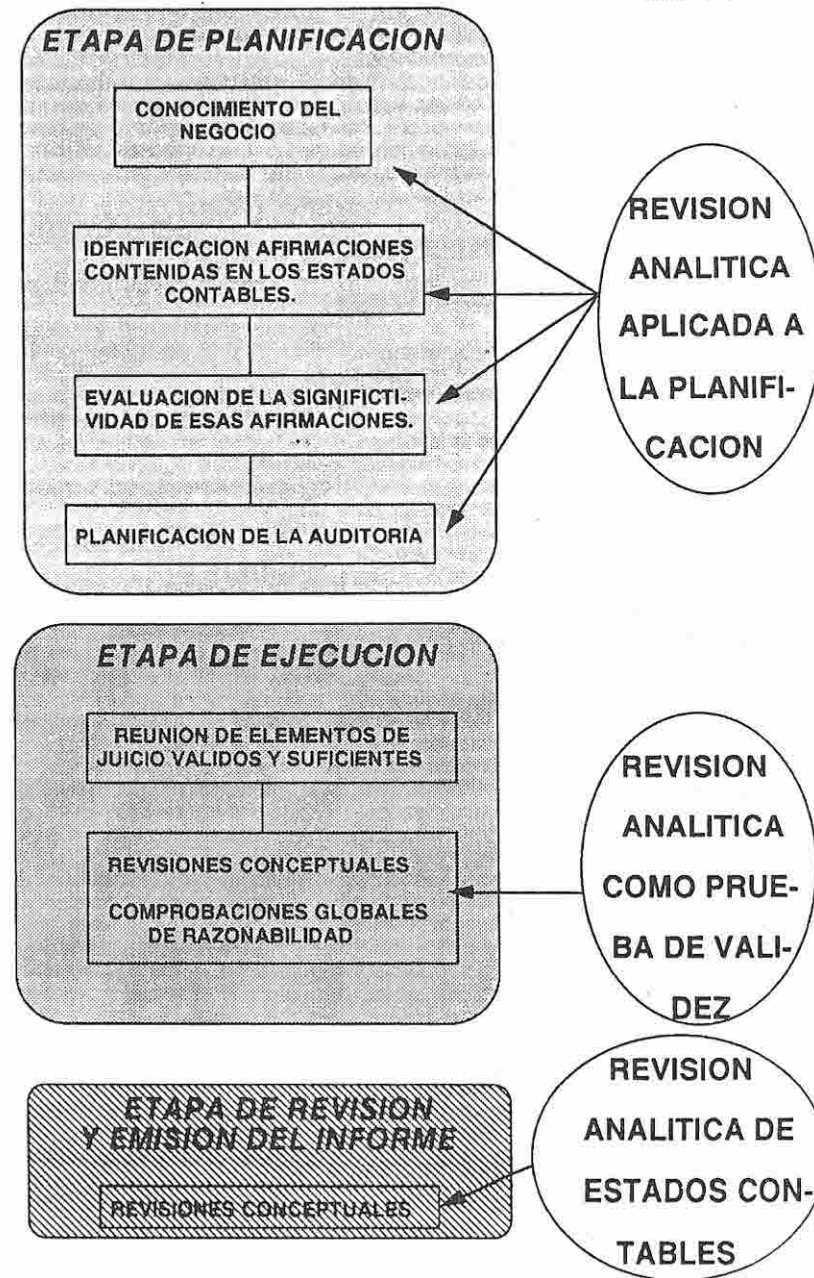 ETAPA DE PLANIFICACION
CONOCIMIENTO DEL
NEGOCIO
IDENTIFICACION AFIRMACIONES
CONTENIDAS EN LOS ESTADOS
CONTABLES.
EVALUACION DE LA SIGNIFICTI-
VIDAD DE ESAS AFIRMACIONES.
PLANIFICACION DE LA AUDITORIA
REVISION
ANALITICA
APLICADA A
LA PLANIFI-
CACION
ETAPA DE EJECUCION
REUNION DE ELEMENTOS DE
JUICIO VALIDOS Y SUFICIENTES
REVISIONES CONCEPTUALES
COMPROBACIONES GLOBALES
DE RAZONABILIDAD
REVISION
ANALITICA
COMO PRUE-
BA DE VALI-
DEZ
ETAPA DE REVISION
Y EMISION DEL INFORME
REVISIONES CONCEPTUALES
REVISION
ANALITICA DE
ESTADOS CON-
TABLES